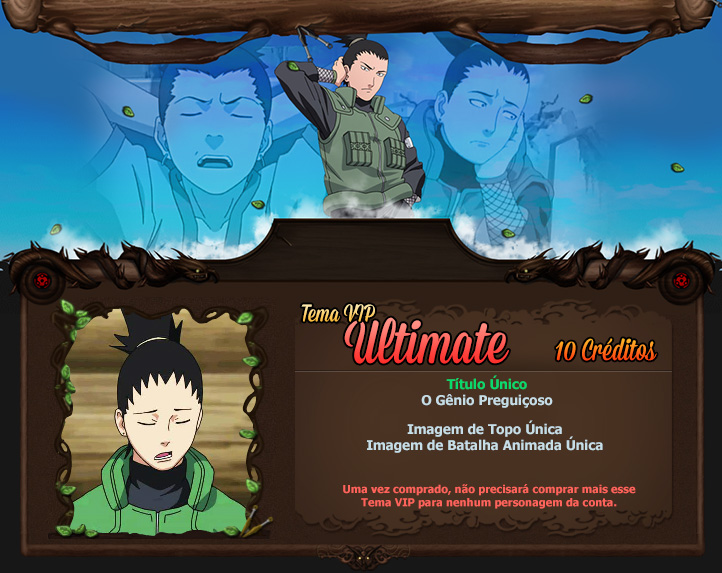 Tema VIP
Ultimate
10 Créditos
Título Único
O Gênio Preguiçoso
Imagem de Topo Única
Imagem de Batalha Animada Única
Uma vez comprado, não precisará comprar mais esse
Tema VIP para nenhum personagem da conta.